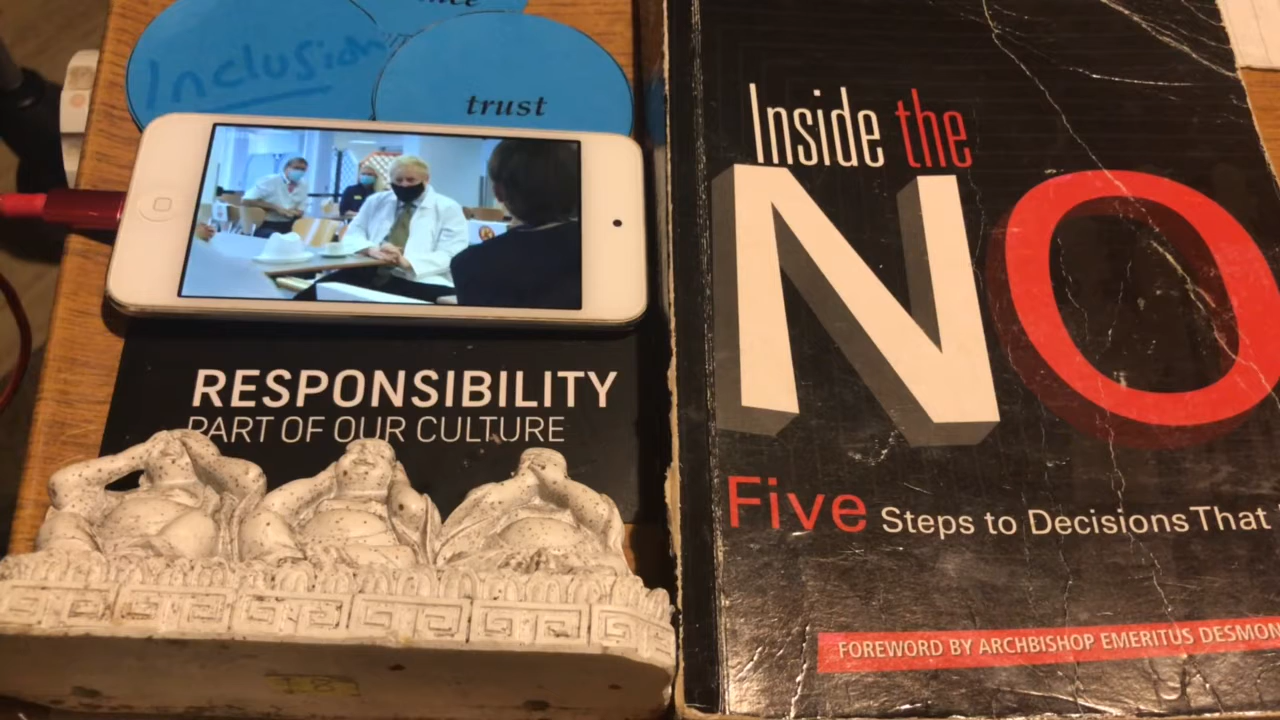 Inclusion
trust
RESPONSIBILITY
PART OF OUR CULTURE
Inside the
NO
Five Steps to Decisions That
FOREWORD BY ARCHBISHOP EMERITUS DESMON